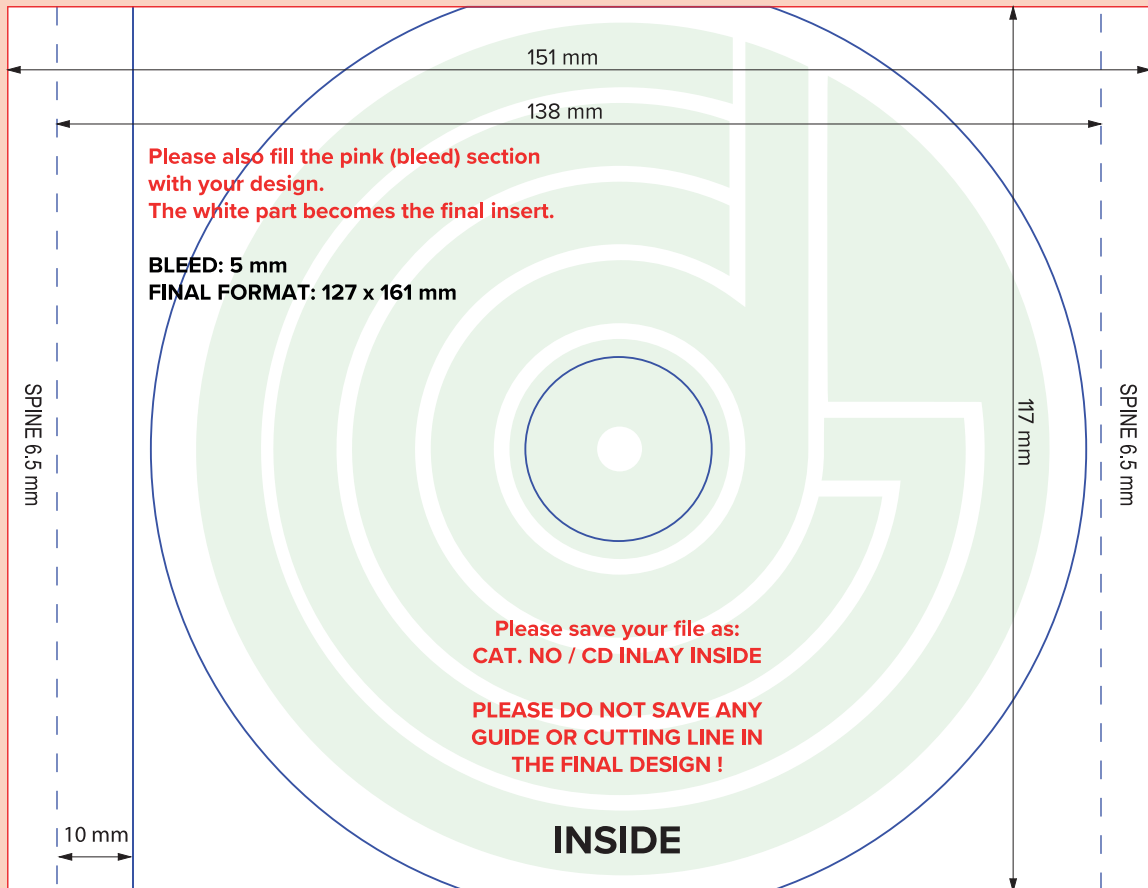 151 mm
138 mm
Please also fill the pink (bleed) section
with your design.
The white part becomes the final insert.
BLEED: 5 mm
FINAL FORMAT: 127 x 161 mm
SPINE 6.5 mm
117 mm
SPINE 6.5 mm
Please save your file as:
CAT. NO / CD INLAY INSIDE
PLEASE DO NOT SAVE ANY
GUIDE OR CUTTING LINE IN
THE FINAL DESIGN !
10 mm
INSIDE